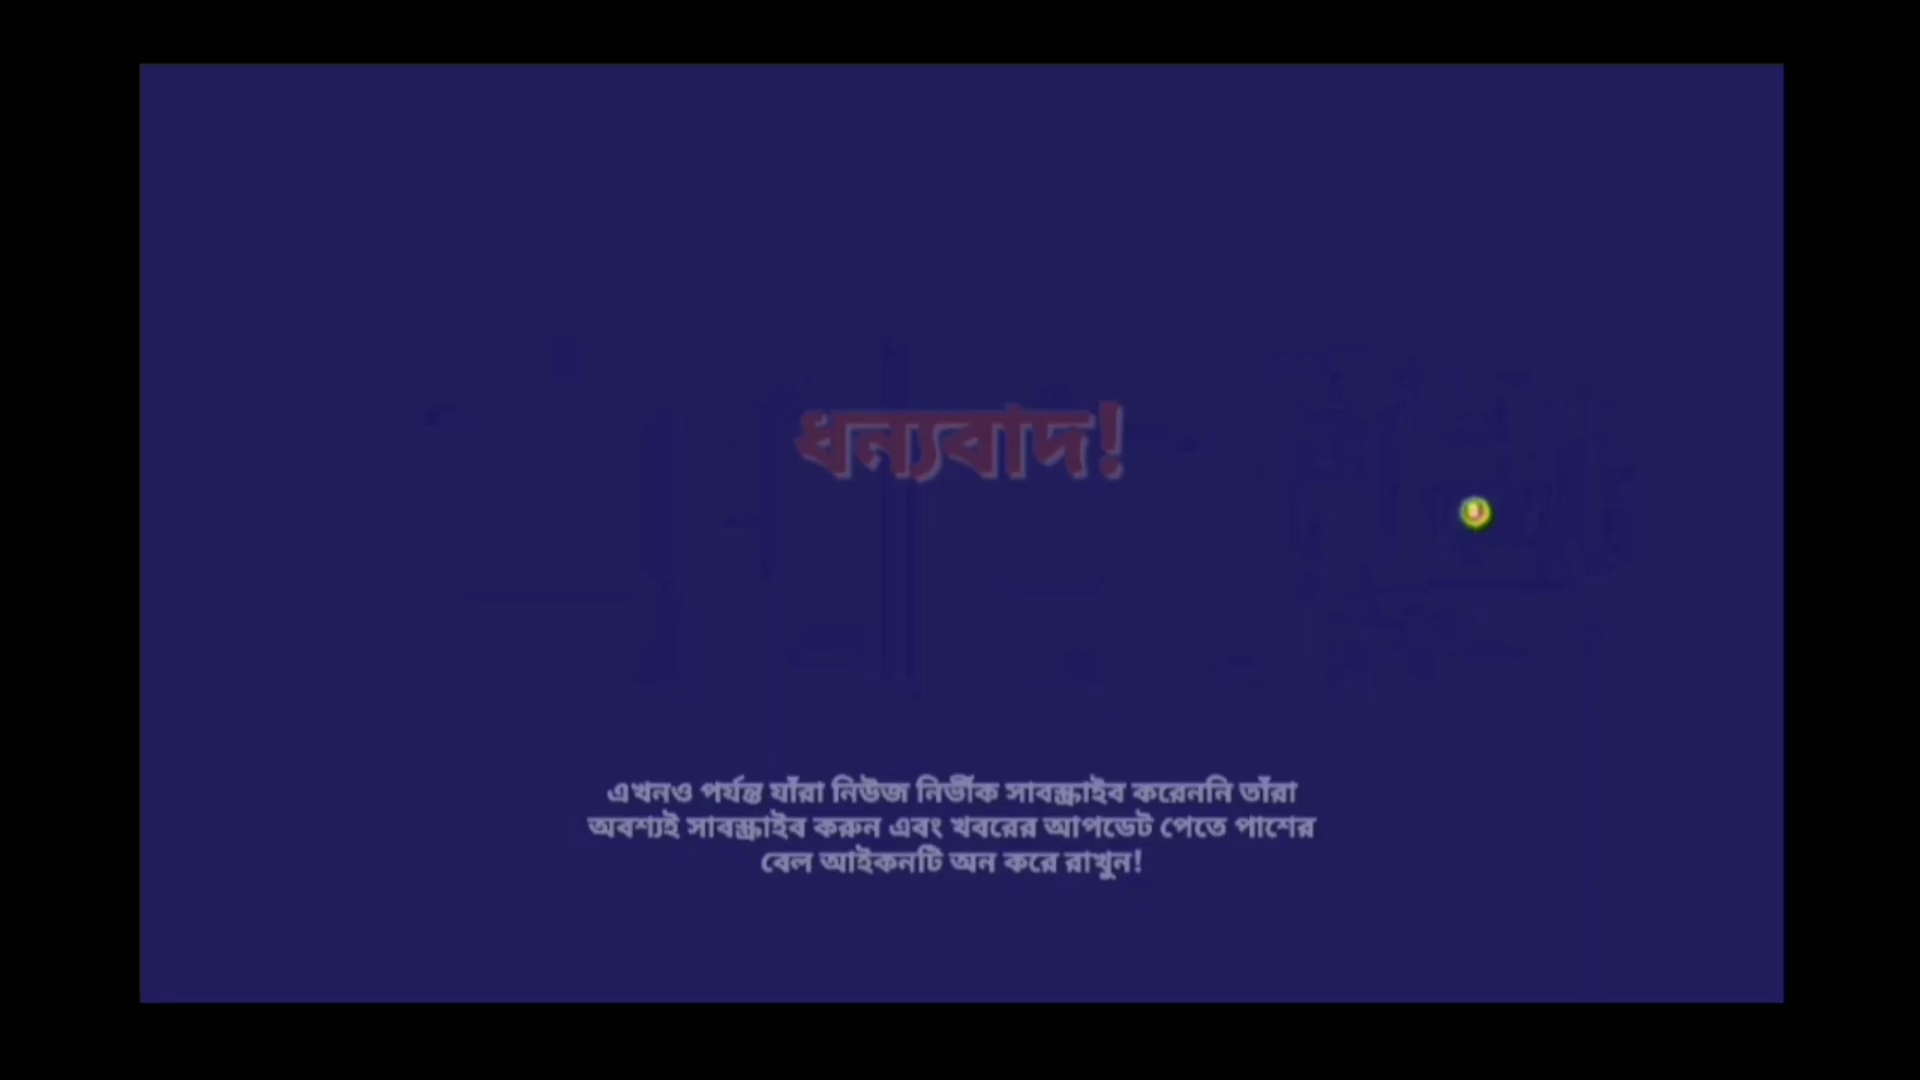 ধন্যবাদ!
এখনও পর্যন্ত যাঁরা নিউজ নির্ভীক সাবস্ক্রাইব করেননি তাঁরা
অবশ্যই সাবস্ক্রাইব করুন এবং খবরের আপডেট পেতে পাশের
বেল আইকনটি অন করে রাখুন!